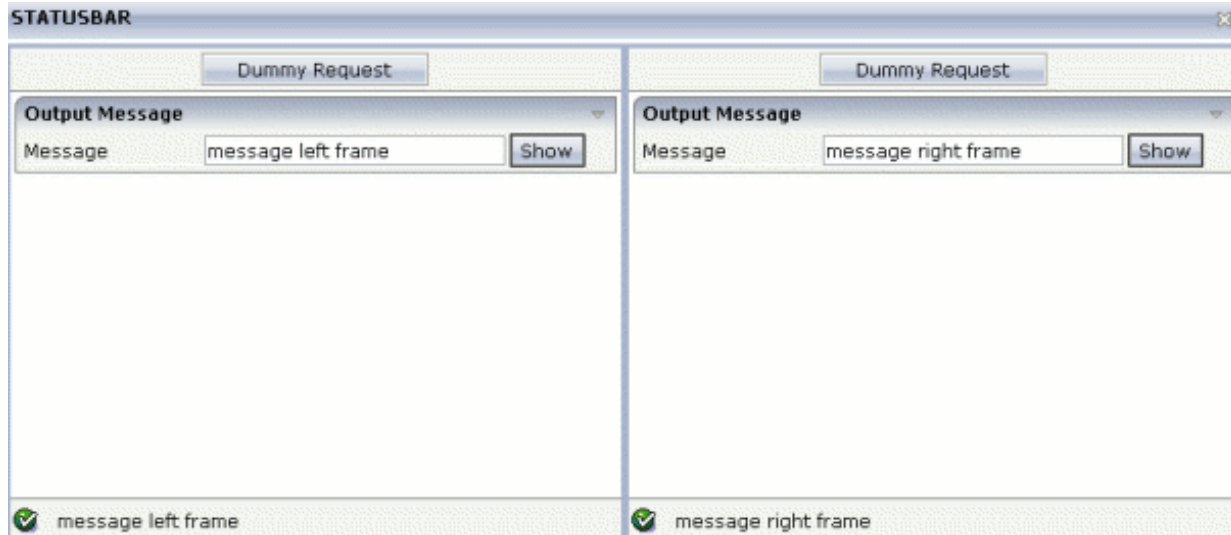 STATUSBAR
Dummy Request
Output Message
Message message left frame Show
message left frame
Dummy Request
Output Message
Message message right frame Show
message right frame